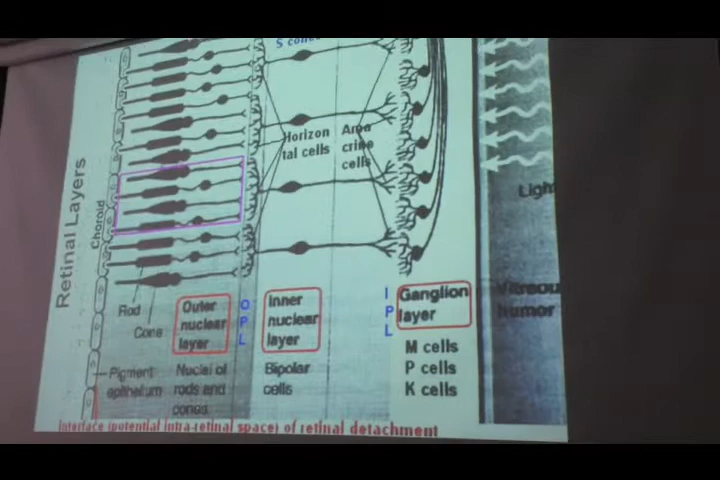 S cones
Horizon
tal cells
Ama
crine
cells
Retinal Layers
Choroid
Light
Rod
Cone
Outer
nuclear
layer
O
P
L
Inner
nuclear
layer
I
P
L
Ganglion
layer
Vitreous
humor
Pigment
epithelium
Nuclei of
rods and
cones
Bipolar
cells
M cells
P cells
K cells
Interface (potential intra-retinal space) of retinal detachment